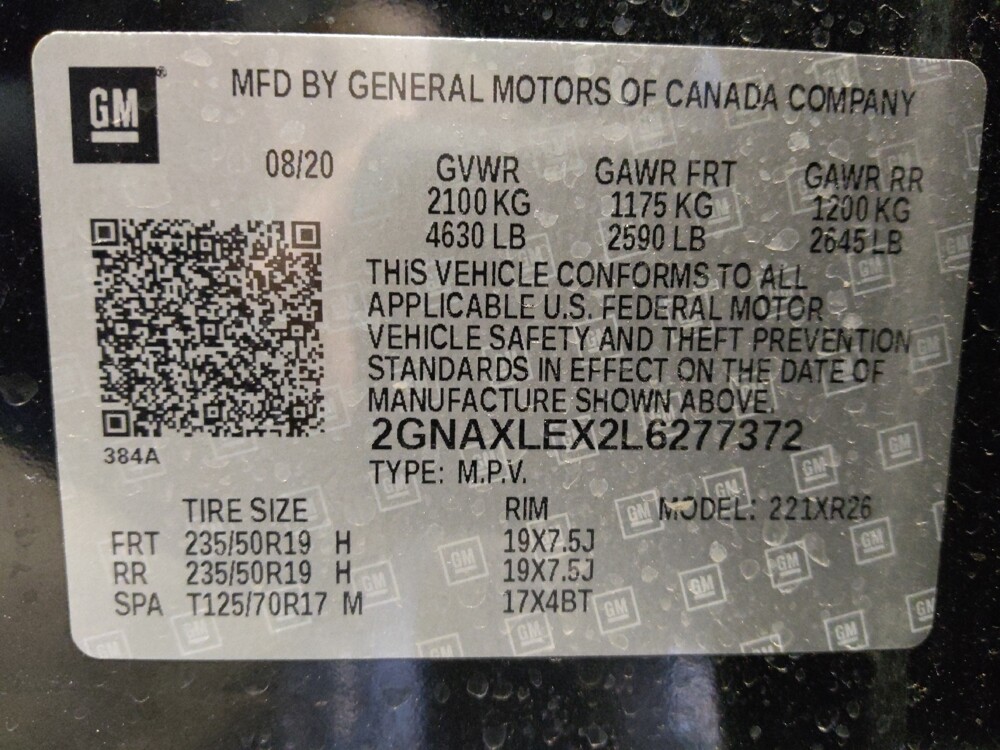 GM
MFD BY GENERAL MOTORS OF CANADA COMPANY
08/20
GVWR GAWR FRT GAWR RR
2100 KG 1175 KG 1200 KG
4630 LB 2590 LB 2645 LB
THIS VEHICLE CONFORMS TO ALL
APPLICABLE U.S. FEDERAL MOTOR
VEHICLE SAFETY AND THEFT PREVENTION
STANDARDS IN EFFECT ON THE DATE OF
MANUFACTURE SHOWN ABOVE.
2GNAXLEX2L6277372
384A
TYPE: M.P.V.
TIRE SIZE RIM MODEL: 221XR26
FRT 235/50R19 H 19X7.5J
RR 235/50R19 H 19X7.5J
SPA T125/70R17 M 17X4BT